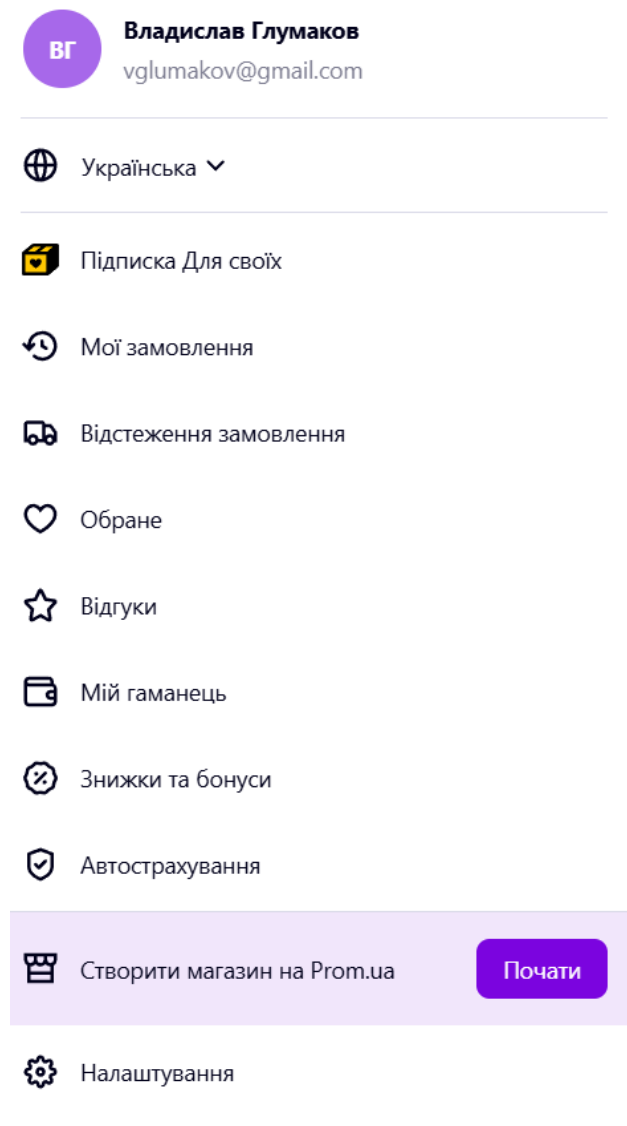 ВГ
Владислав Глумаков
vglumakov@gmail.com
Українська
Підписка Для своїх
Мої замовлення
Відстеження замовлення
Обране
Відгуки
Мій гаманець
Знижки та бонуси
Автострахування
Створити магазин на Prom.ua
Почати
Налаштування